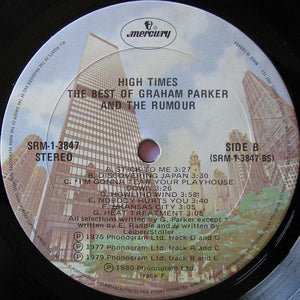 mercury
HIGH TIMES
THE BEST OF GRAHAM PARKER
AND THE RUMOUR
SRM-1-3847
STEREO
SIDE B
(SRM-1-3847 BS)
A. STICK TO ME 3:27
B. DISCOVERING JAPAN 3:30
C. I'M GONNA TEAR YOUR PLAYHOUSE
DOWN 3:26
D. HOWLING WIND 3:58
E. NOBODY HURTS YOU 3:40
F. KANSAS CITY 3:05
G. HEAT TREATMENT 3:08
All selections written by G. Parker except *
written by E. Randle and
Ⓟ 1976 Phonogram Ltd. track D and G
Ⓟ 1977 Phonogram Ltd. track A and C
Ⓟ 1979 Phonogram Ltd. track B and E
Ⓟ 1980 Phonogram Ltd.
track F